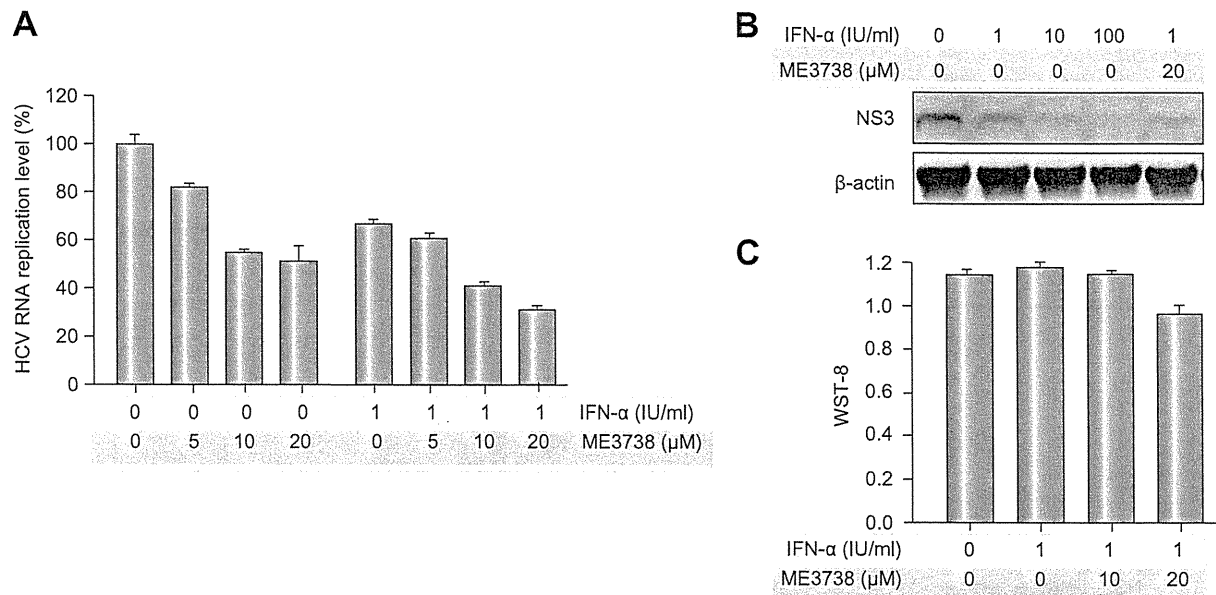 A
HCV RNA replication level (%)
120
100
80
60
40
20
0
0 0 0 0 1 1 1 1 IFN-α (IU/ml)
0 5 10 20 0 5 10 20 ME3738 (μM)
B
IFN-α (IU/ml) 0 1 10 100 1
ME3738 (μM) 0 0 0 0 20
NS3
β-actin
C
WST-8
1.2
1.0
1.2
0.8
0.6
0.4
0.2
0.0
IFN-α (IU/ml) 0 1 1 1
ME3738 (μM) 0 0 10 20